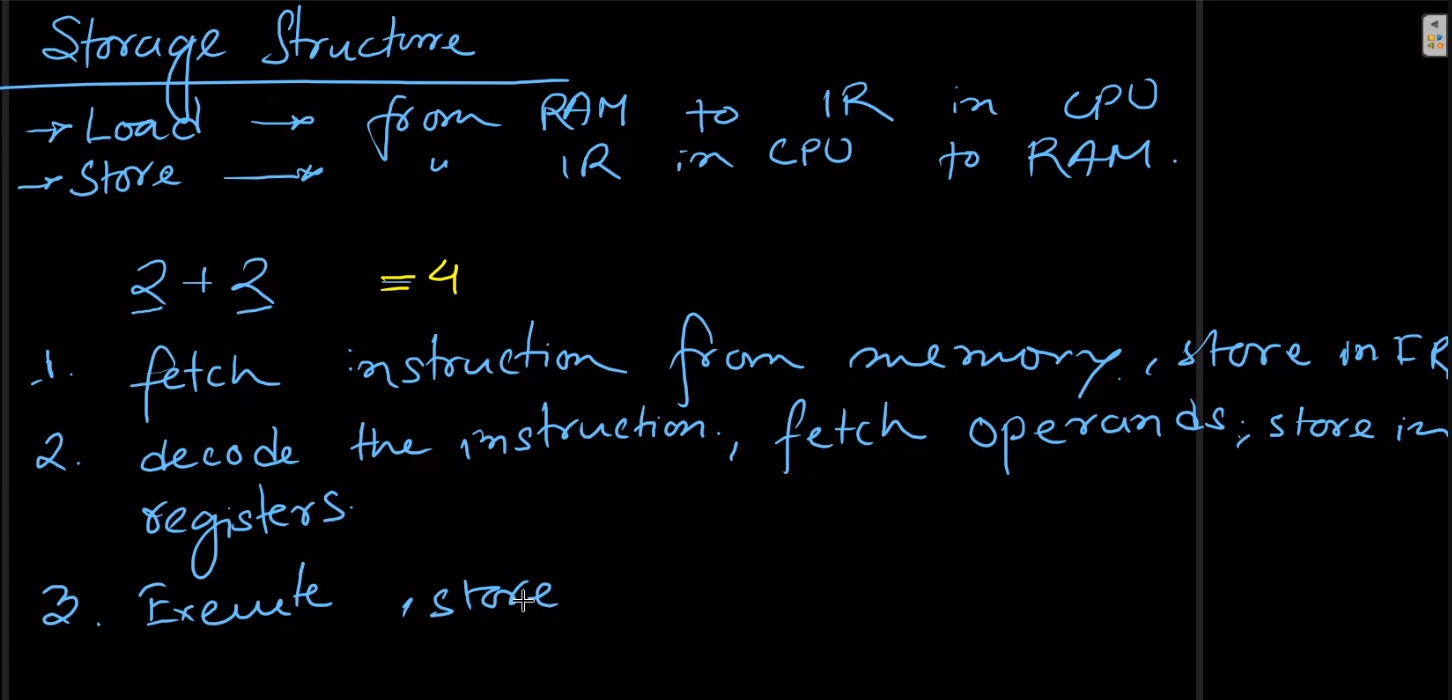 Storage Structure
→ Load → from RAM to IR in CPU
→ Store → " IR in CPU to RAM.
2 + 2 = 4
1. fetch instruction from memory, store in IR
2. decode the instruction, fetch operands, store in
registers.
3. Execute, store